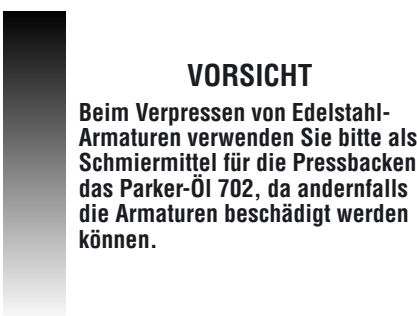 VORSICHT
Beim Verpressen von Edelstahl-
Armaturen verwenden Sie bitte als
Schmiermittel für die Pressbacken
das Parker-Öl 702, da andernfalls
die Armaturen beschädigt werden
können.